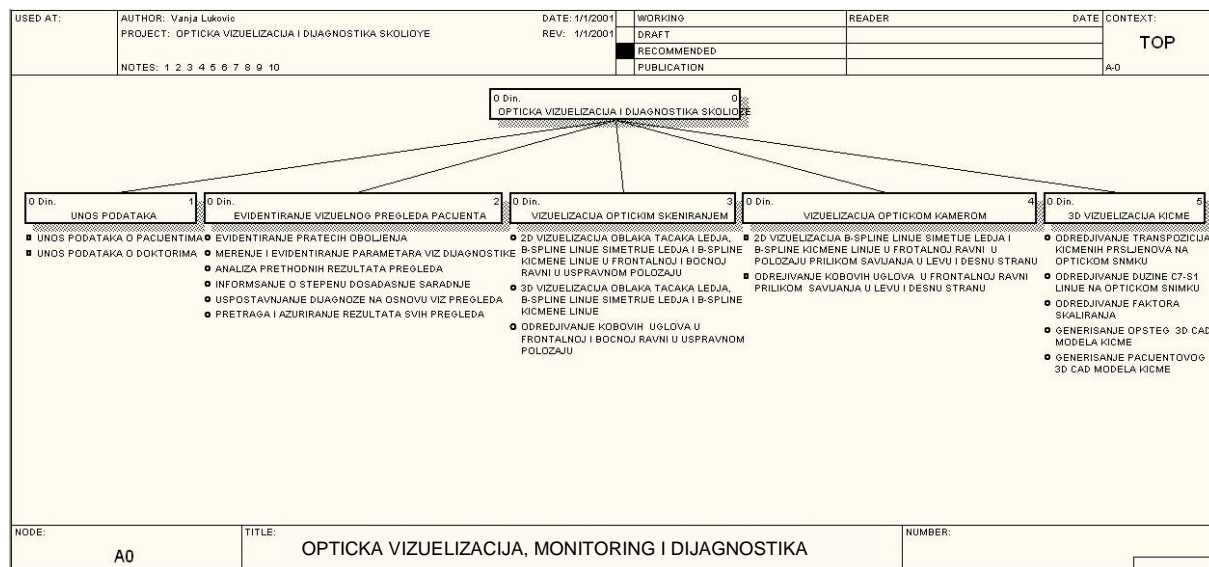 USED AT:
AUTHOR: Vanja Lukovic
DATE: 1/1/2001
PROJECT: OPTICKA VIZUELIZACIJA I DIJAGNOSTIKA SKOLIOYE
REV: 1/1/2001
NOTES: 1 2 3 4 5 6 7 8 9 10
WORKING
DRAFT
RECOMMENDED
PUBLICATION
READER
DATE
CONTEXT:
TOP
A-0
0 Din. 0
OPTICKA VIZUELIZACIJA I DIJAGNOSTIKA SKOLIOZE
0 Din. 1
UNOS PODATAKA
UNOS PODATAKA O PACIJENTIMA
UNOS PODATAKA O DOKTORIMA
0 Din. 2
EVIDENTIRANJE VIZUELNOG PREGLEDA PACIJENTA
EVIDENTIRANJE PRATECIH OBOLJENJA
MERENJE I EVIDENTIRANJE PARAMETARA VIZ DIJAGNOSTIKE
ANALIZA PRETHODNIH REZULTATA PREGLEDA
INFORMSANJE O STEPENU DOSADASNJE SARADNJE
USPOSTAVNJANJE DIJAGNOZE NA OSNOVU VIZ PREGLEDA
PRETRAGA I AZURIRANJE REZULTATA SVIH PREGLEDA
0 Din. 3
VIZUELIZACIJA OPTICKIM SKENIRANJEM
2D VIZUELIZACIJA OBLAKA TACAKA LEDJA,
B-SPLINE LINIJE SIMETRIJE LEDJA I B-SPLINE
KICMENE LINIJE U FRONTALNOJ I BOCNOJ
RAVNI U USPRAVNOM POLOZAJU
3D VIZUELIZACIJA OBLAKA TACAKA LEDJA,
B-SPLINE LINIJE SIMETRIJE LEDJA I B-SPLINE
KICMENE LINIJE
ODREDJIVANJE KOBOVIH UGLOVA U
FRONTALNOJ I BOCNOJ RAVNI U USPRAVNOM
POLOZAJU
0 Din. 4
VIZUELIZACIJA OPTICKOM KAMEROM
2D VIZUELIZACIJA B-SPLINE LINIJE SIMETIJE LEDJA I
B-SPLINE KICMENE LINIJE U FROTALNOJ RAVNI U
POLOZAJU PRILIKOM SAVIJANJA U LEVU I DESNU STRANU
ODREJIVANJE KOBOVIH UGLOVA U FRONTALNOJ RAVNI
PRILIKOM SAVIJANJA U LEVU I DESNU STRANU
0 Din. 5
3D VIZUELIZACIJA KICME
ODREDJIVANJE TRANSPOZICIJA
KICMENIH PRSLJENOVA NA
OPTICKOM SNMKU
ODREDJIVANJE DUZINE C7-S1
LINIJE NA OPTICKOM SNIMKU
ODREDJIVANJE FAKTORA
SKALIRANJA
GENERISANJE OPSTEG 3D CAD
MODELA KICME
GENERISANJE PACIJENTOVOG
3D CAD MODELA KICME
NODE:
A0
TITLE:
OPTICKA VIZUELIZACIJA, MONITORING I DIJAGNOSTIKA
NUMBER: